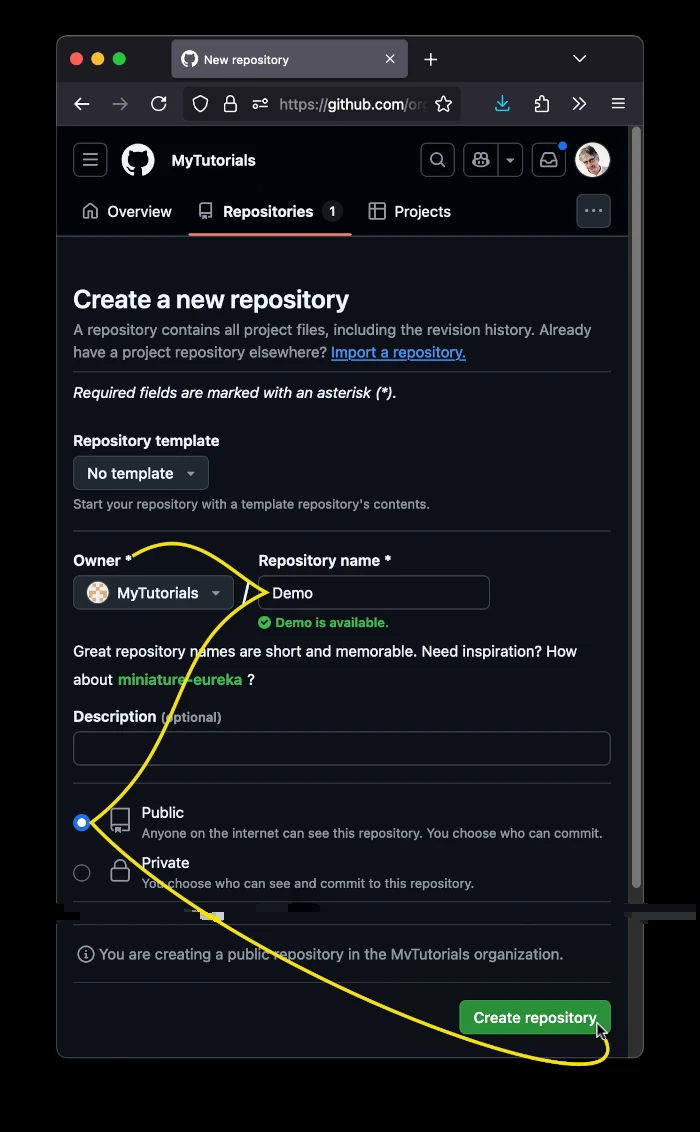 New repository
https://github.com/org
MyTutorials
Overview
Repositories 1
Projects
Create a new repository
A repository contains all project files, including the revision history. Already
have a project repository elsewhere? Import a repository.
Required fields are marked with an asterisk (*).
Repository template
No template
Start your repository with a template repository's contents.
Owner * Repository name *
MyTutorials / Demo
Demo is available.
Great repository names are short and memorable. Need inspiration? How
about miniature-eureka ?
Description (optional)
Public
Anyone on the internet can see this repository. You choose who can commit.
Private
You choose who can see and commit to this repository.
You are creating a public repository in the MyTutorials organization.
Create repository